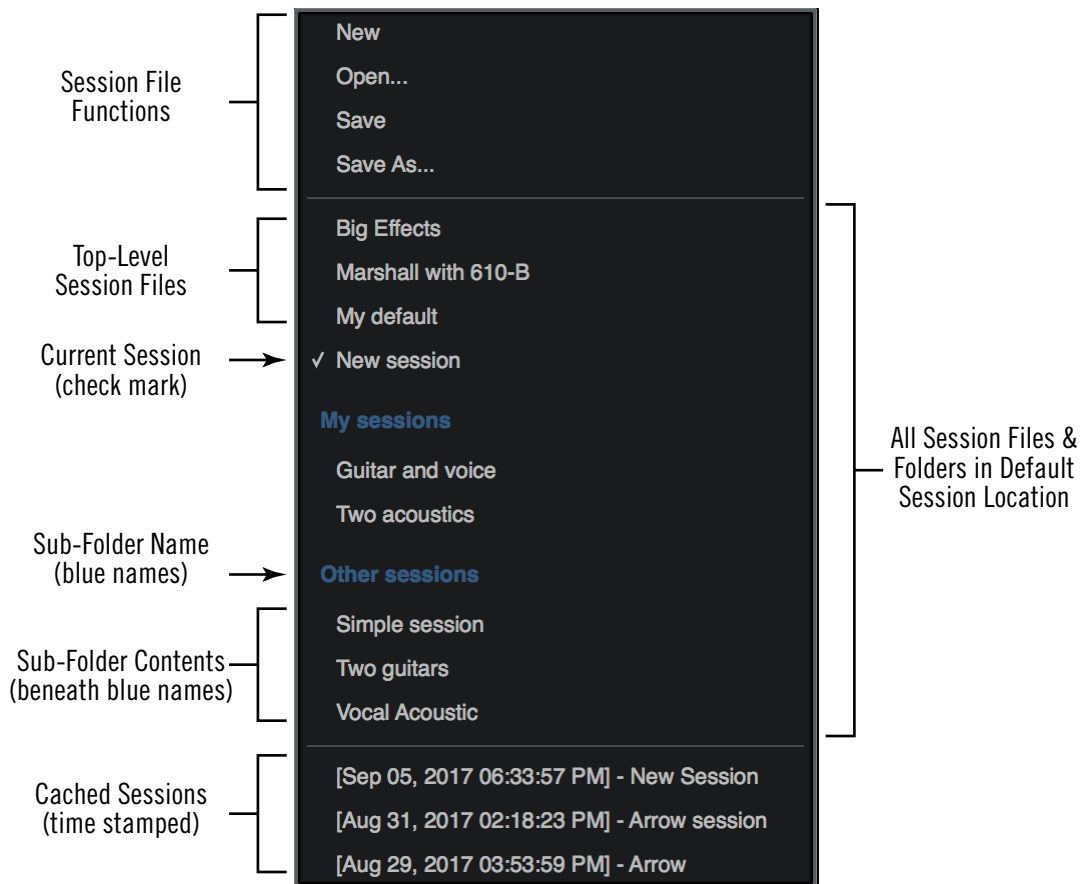 Session File
Functions
New
Open...
Save
Save As...
Top-Level
Session Files
Big Effects
Marshall with 610-B
My default
Current Session
(check mark)
✓ New session
My sessions
Guitar and voice
Two acoustics
Sub-Folder Name
(blue names)
Other sessions
Sub-Folder Contents
(beneath blue names)
Simple session
Two guitars
Vocal Acoustic
All Session Files &
Folders in Default
Session Location
Cached Sessions
(time stamped)
[Sep 05, 2017 06:33:57 PM] - New Session
[Aug 31, 2017 02:18:23 PM] - Arrow session
[Aug 29, 2017 03:53:59 PM] - Arrow